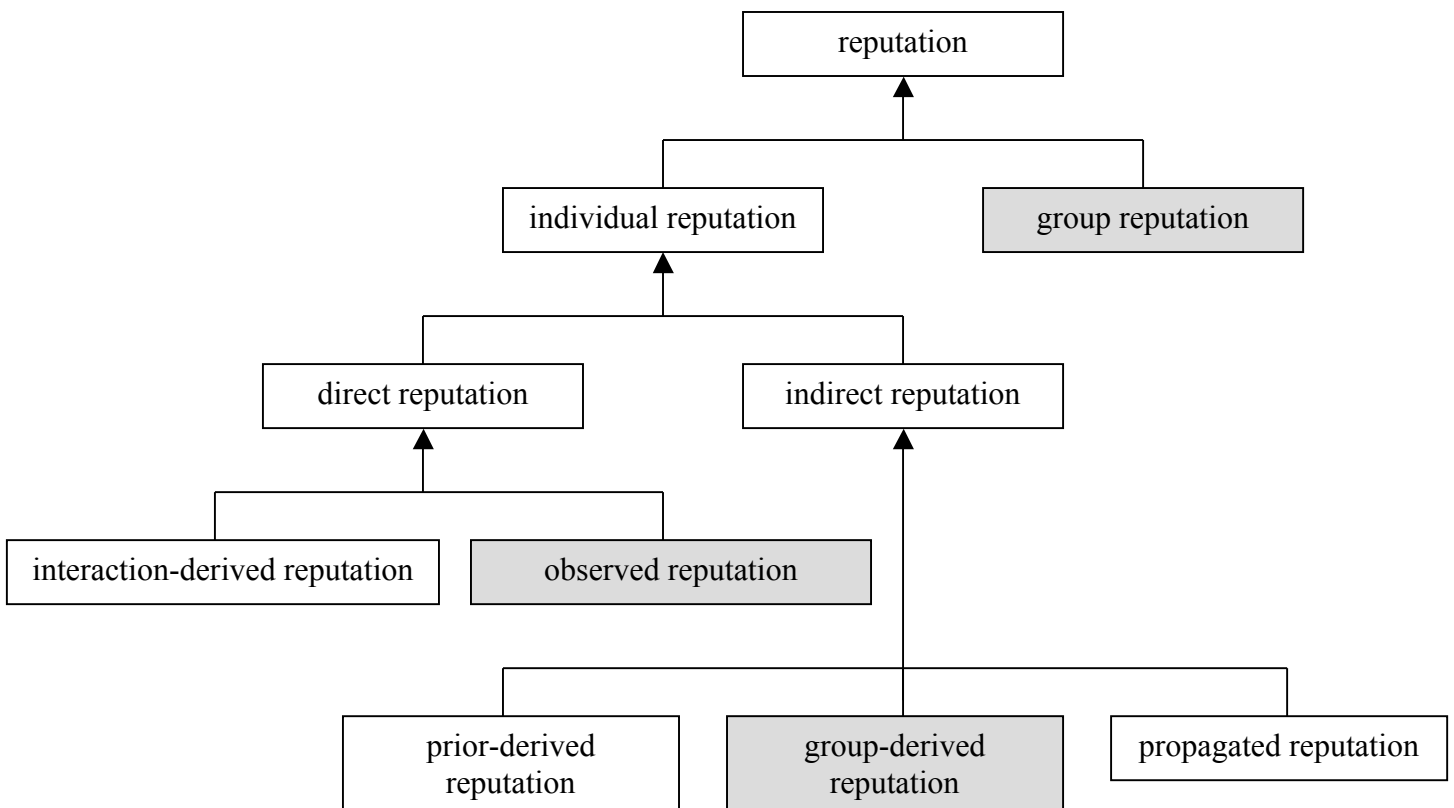 reputation
individual reputation
group reputation
direct reputation
indirect reputation
interaction-derived reputation
observed reputation
prior-derived
reputation
group-derived
reputation
propagated reputation